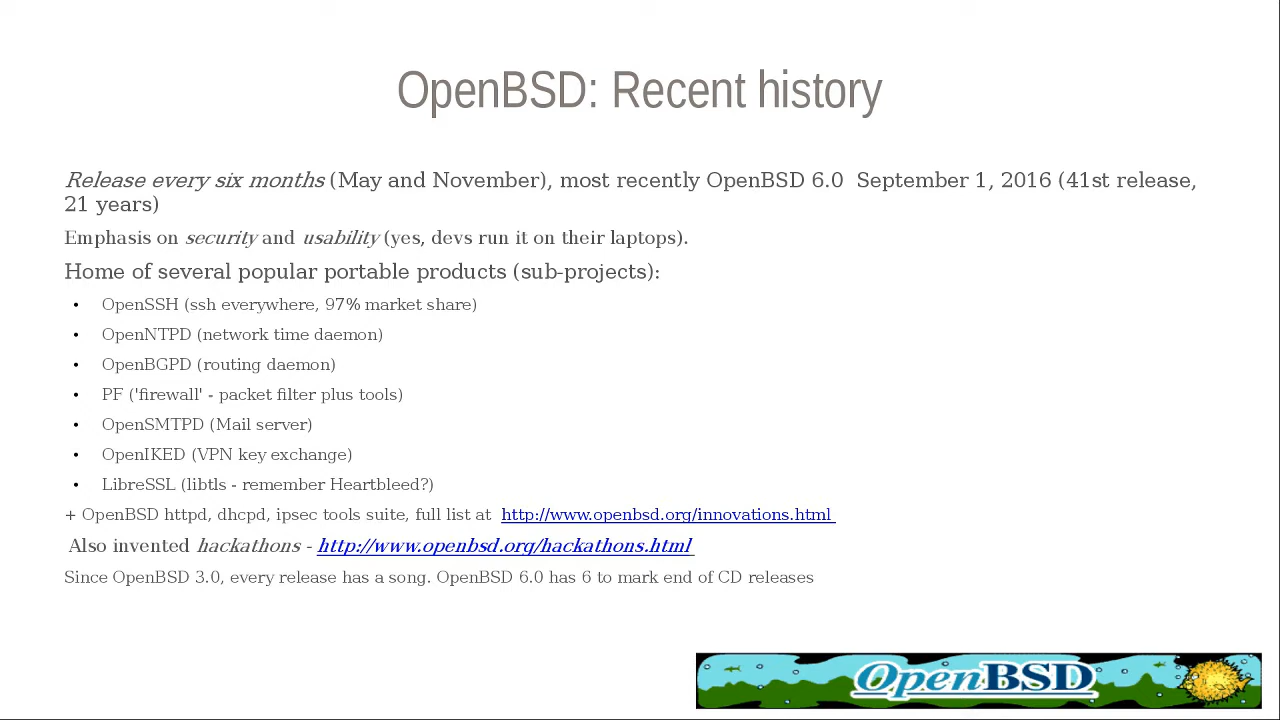 OpenBSD: Recent history
Release every six months (May and November), most recently OpenBSD 6.0  September 1, 2016 (41st release,
21 years)
Emphasis on security and usability (yes, devs run it on their laptops).
Home of several popular portable products (sub-projects):
• OpenSSH (ssh everywhere, 97% market share)
• OpenNTPD (network time daemon)
• OpenBGPD (routing daemon)
• PF ('firewall' - packet filter plus tools)
• OpenSMTPD (Mail server)
• OpenIKED (VPN key exchange)
• LibreSSL (libtls - remember Heartbleed?)
+ OpenBSD httpd, dhcpd, ipsec tools suite, full list at  http://www.openbsd.org/innovations.html
Also invented hackathons - http://www.openbsd.org/hackathons.html
Since OpenBSD 3.0, every release has a song. OpenBSD 6.0 has 6 to mark end of CD releases
OpenBSD